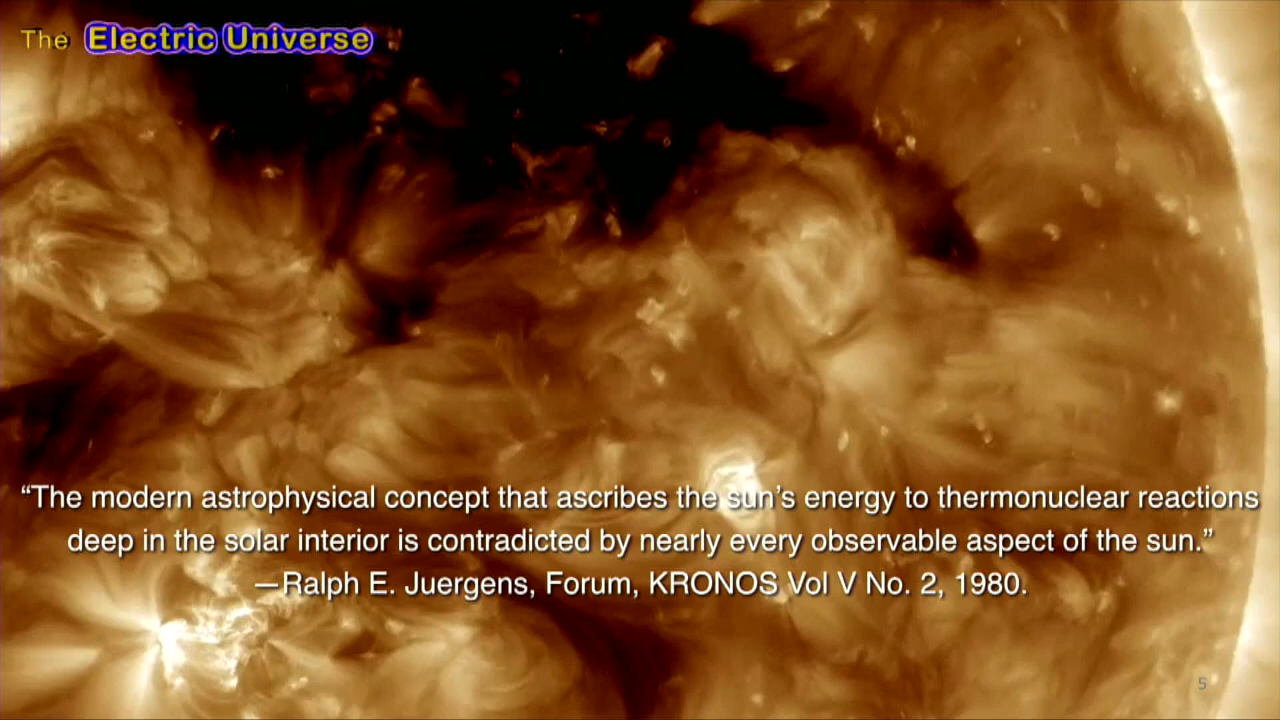 The Electric Universe
“The modern astrophysical concept that ascribes the sun’s energy to thermonuclear reactions
deep in the solar interior is contradicted by nearly every observable aspect of the sun.”
—Ralph E. Juergens, Forum, KRONOS Vol V No. 2, 1980.
5